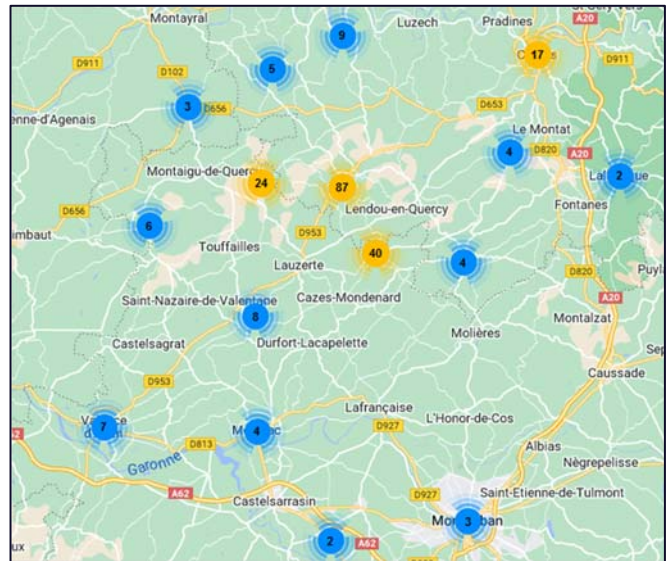 Montayral
Luzech
Pradines
A20
9
17
D911
D102
5
D911
3
D656
D653
enne-d'Agenais
Le Montat
D820
4
A20
2
Montaigu-de-Quer
24
87
Lendou-en-Quercy
Fontanes
D656
6
D953
Touffailles
40
4
Lauzerte
D820
Puyla
A20
Saint-Nazaire-de-Valentane
Cazes-Mondenard
8
Montalzat
Molières
Castelsagrat
Durfort-Lacapelette
Caussade
D953
Lafrançaise
7
4
D927
L'Honor-de-Cos
D813
Albias
Garonne
Nègrepelisse
A62
D927
Saint-Etienne-de-Tulmont
Castelsarrasin
3
2
A62